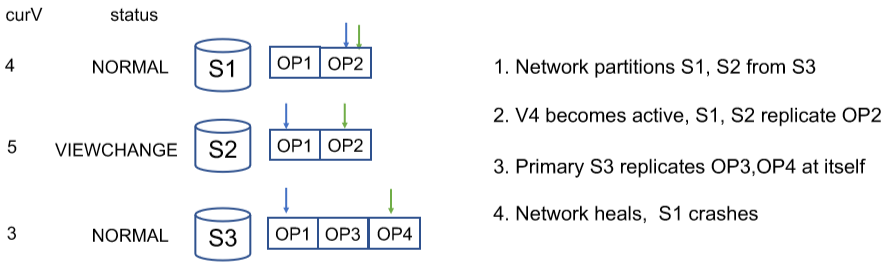 curV status
4 NORMAL S1 OP1 OP2
5 VIEWCHANGE S2 OP1 OP2
3 NORMAL S3 OP1 OP3 OP4
1. Network partitions S1, S2 from S3
2. V4 becomes active, S1, S2 replicate OP2
3. Primary S3 replicates OP3,OP4 at itself
4. Network heals, S1 crashes